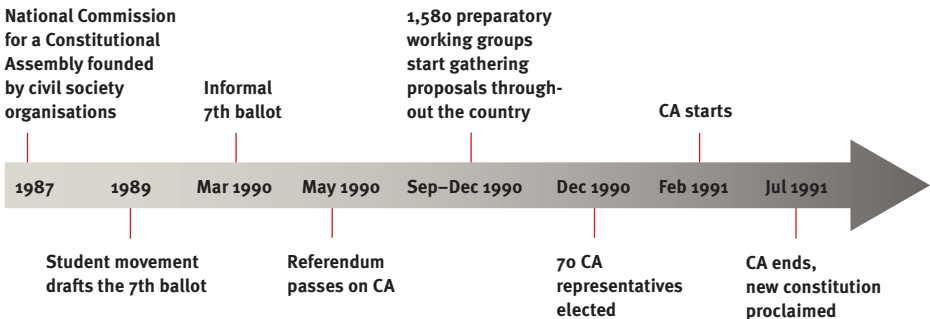 National Commission
for a Constitutional
Assembly founded
by civil society
organisations
Informal
7th ballot
1,580 preparatory
working groups
start gathering
proposals through-
out the country
CA starts
1987
1989
Mar 1990
May 1990
Sep–Dec 1990
Dec 1990
Feb 1991
Jul 1991
Student movement
drafts the 7th ballot
Referendum
passes on CA
70 CA
representatives
elected
CA ends,
new constitution
proclaimed